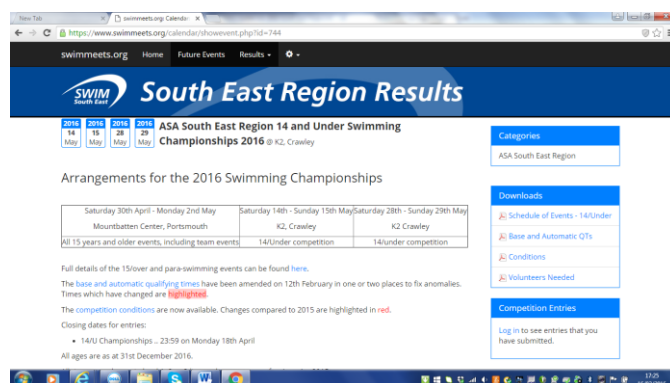 New Tab
swimmeets.org: Calendar:
https://www.swimmeets.org/calendar/showevent.php?id=744
swimmeets.org Home Future Events Results
SWIM
South East
South East Region Results
2016 2016 2016 2016
14 15 28 29
May May May May
ASA South East Region 14 and Under Swimming
Championships 2016 @ K2, Crawley
Arrangements for the 2016 Swimming Championships
Saturday 30th April - Monday 2nd May Saturday 14th - Sunday 15th May Saturday 28th - Sunday 29th May
Mountbatten Center, Portsmouth K2, Crawley K2 Crawley
All 15 years and older events, including team events 14/Under competition 14/under competition
Full details of the 15/over and para-swimming events can be found here.
The base and automatic qualifying times have been amended on 12th February in one or two places to fix anomalies.
Times which have changed are highlighted.
The competition conditions are now available. Changes compared to 2015 are highlighted in red.
Closing dates for entries:
• 14/U Championships .. 23:59 on Monday 18th April
All ages are as at 31st December 2016.
Categories
ASA South East Region
Downloads
Schedule of Events - 14/Under
Base and Automatic QTs
Conditions
Volunteers Needed
Competition Entries
Log in to see entries that you
have submitted.
17:25